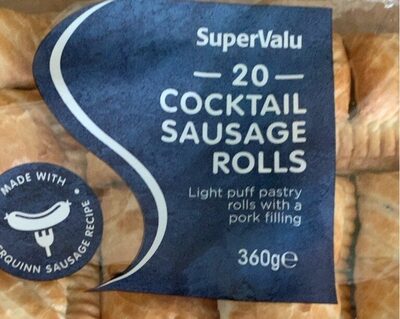 SuperValu
— 20 —
COCKTAIL
SAUSAGE
ROLLS
Light puff pastry
rolls with a
pork filling
360g℮
MADE WITH •
SAUSAGE RECIPE